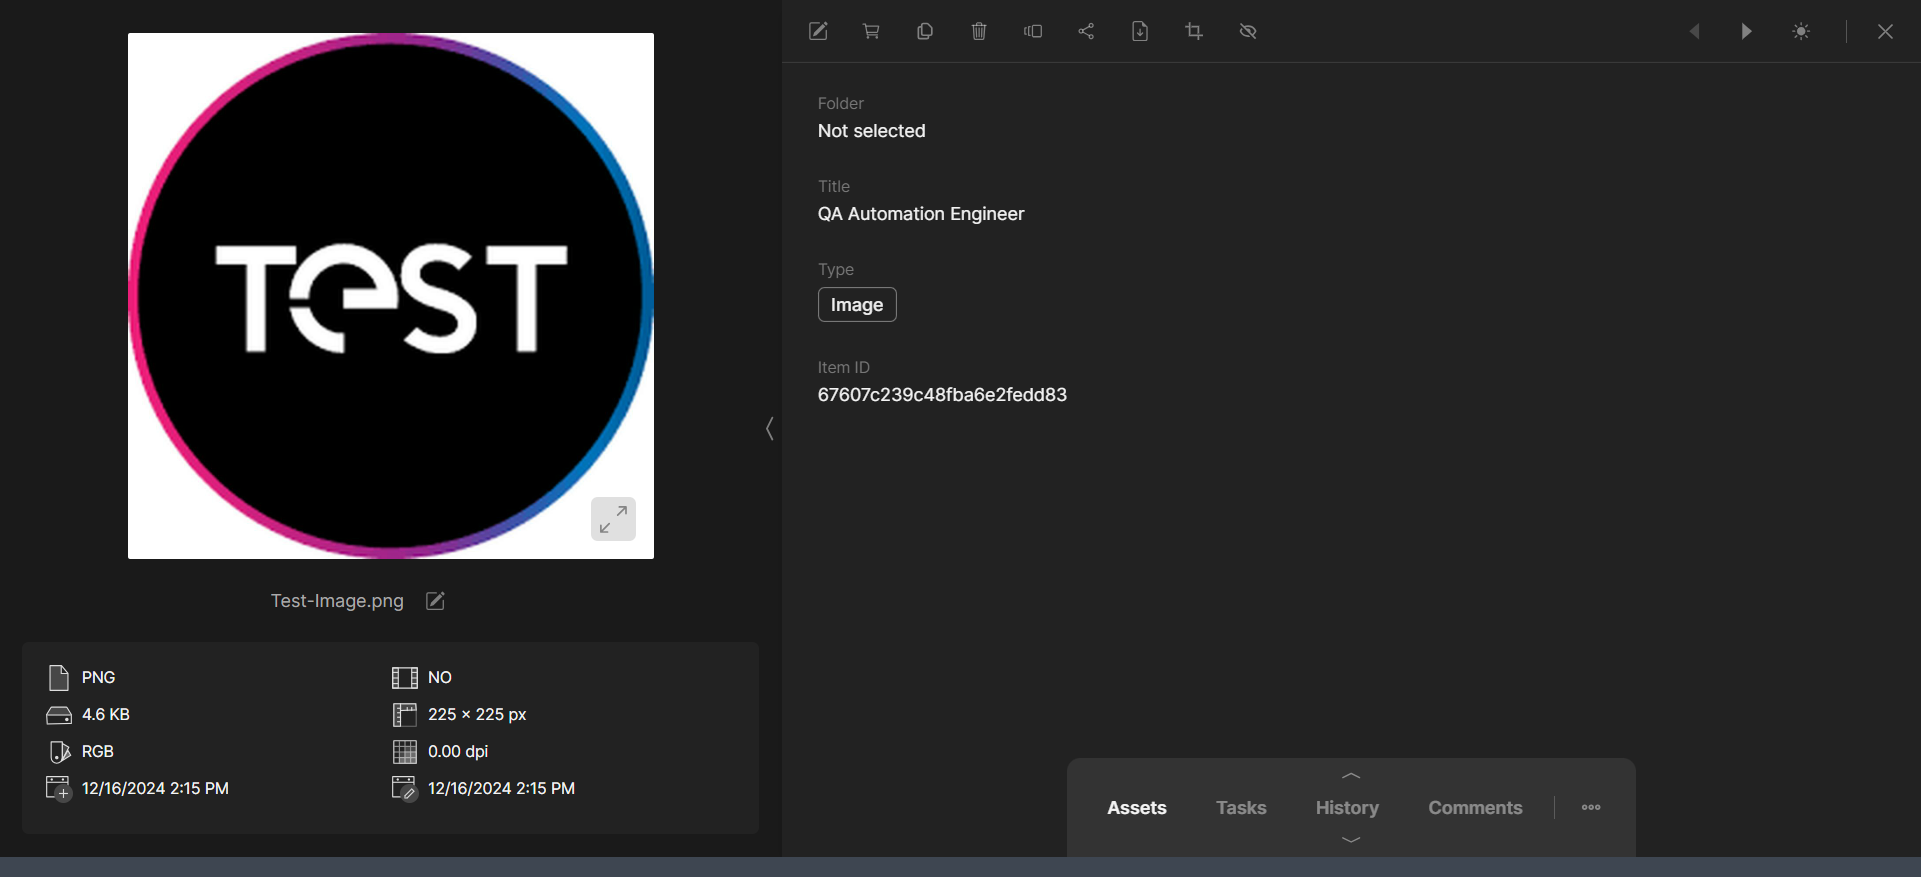 TEST
Test-Image.png
PNG
NO
4.6 KB
225 × 225 px
RGB
0.00 dpi
12/16/2024 2:15 PM
12/16/2024 2:15 PM
Folder
Not selected
Title
QA Automation Engineer
Type
Image
Item ID
67607c239c48fba6e2fedd83
Assets
Tasks
History
Comments